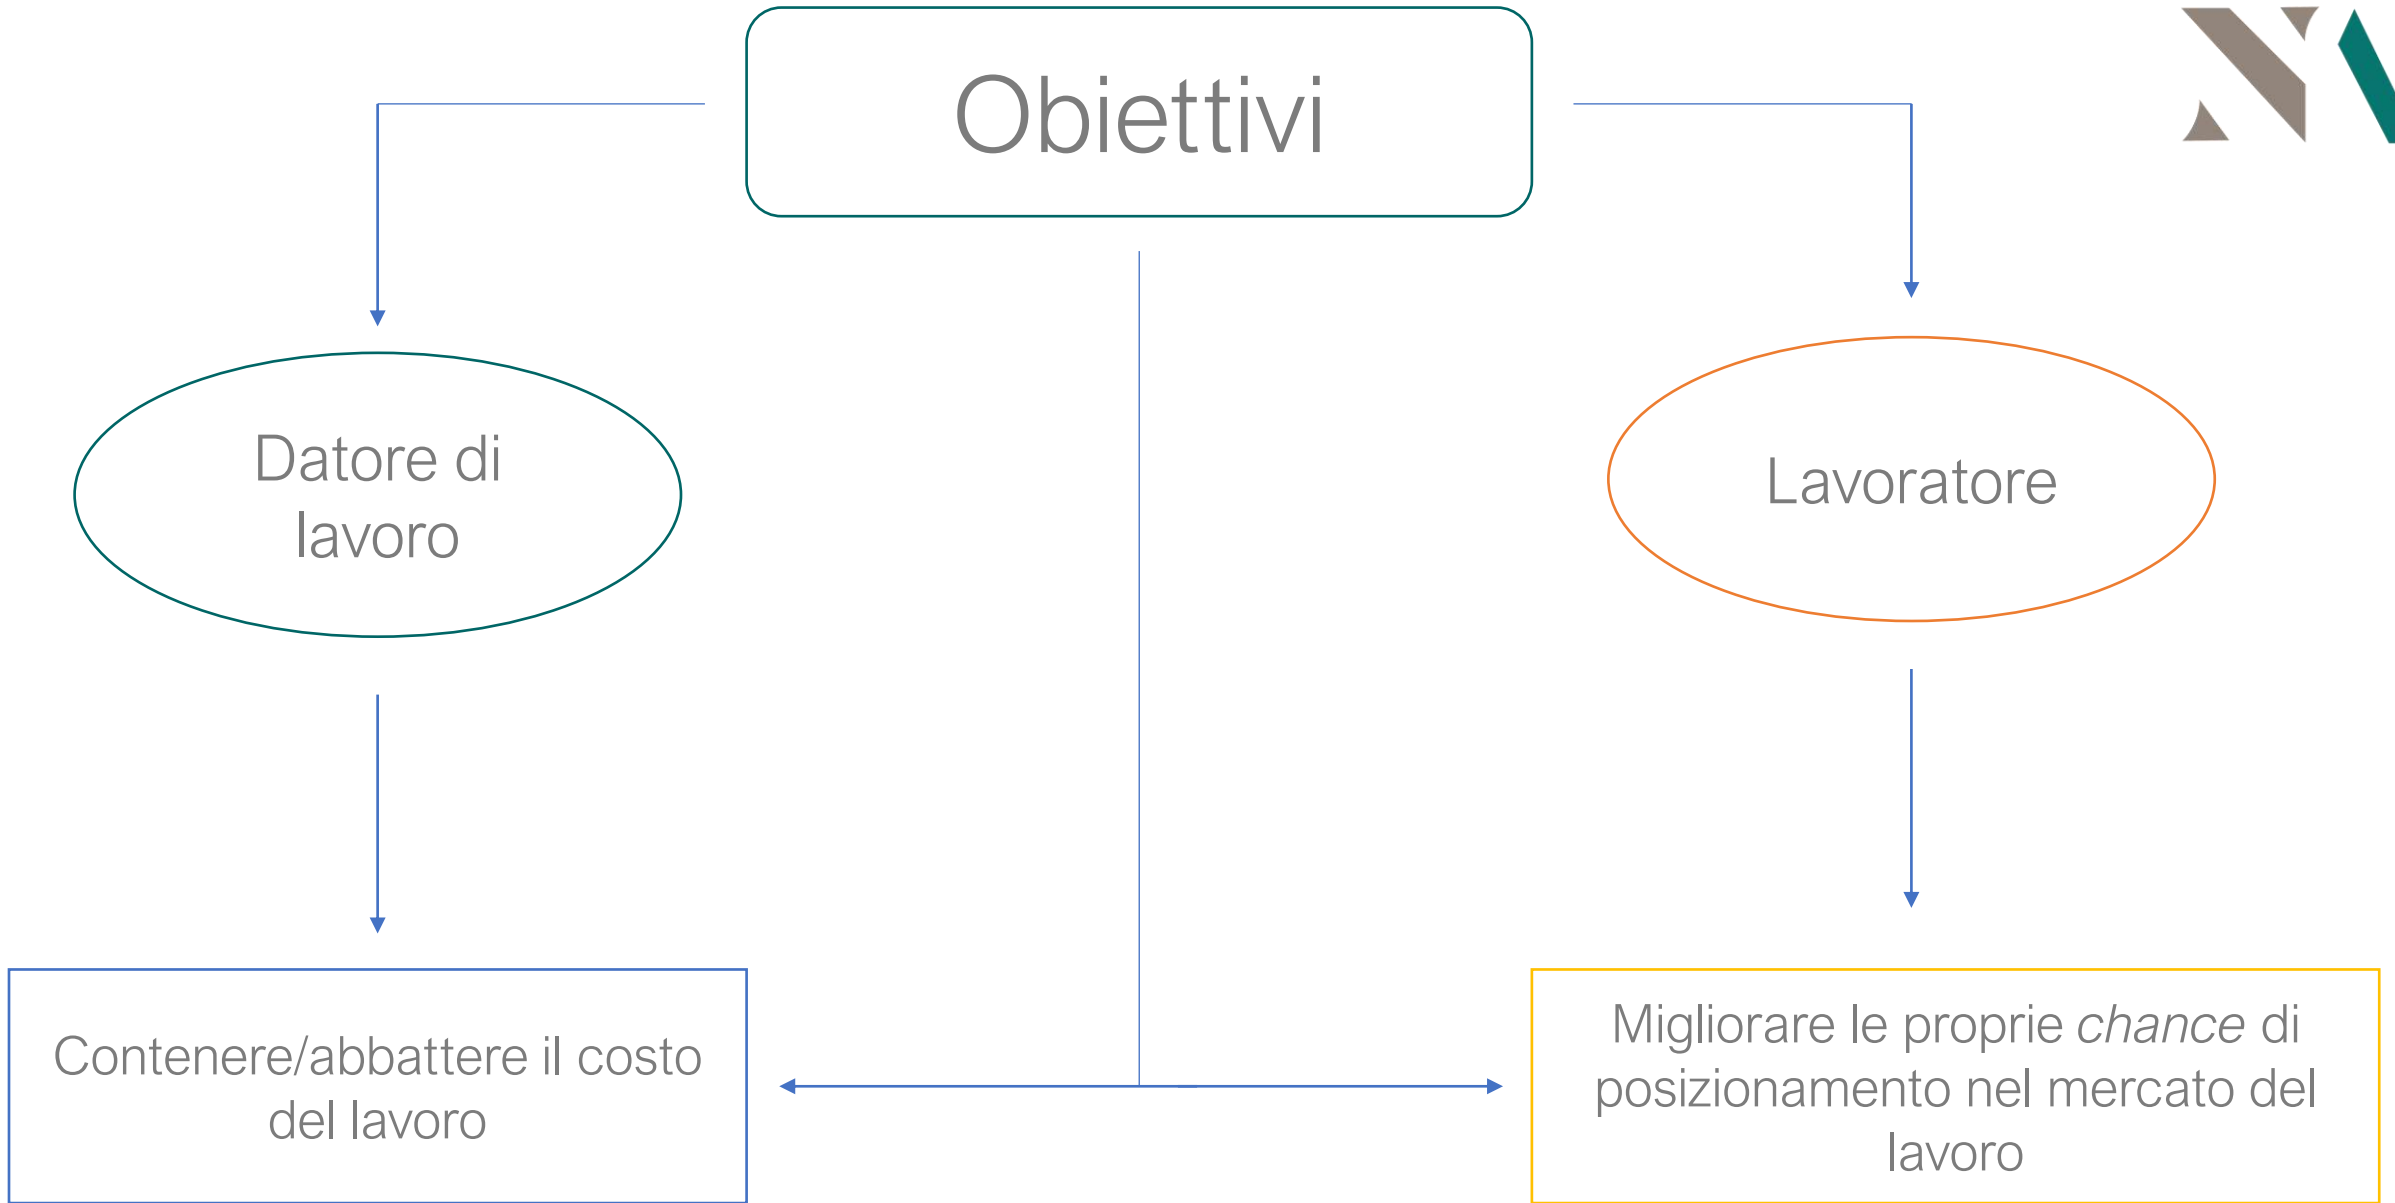 Obiettivi
Datore di
lavoro
Lavoratore
Contenere/abbattere il costo
del lavoro
Migliorare le proprie chance di
posizionamento nel mercato del
lavoro